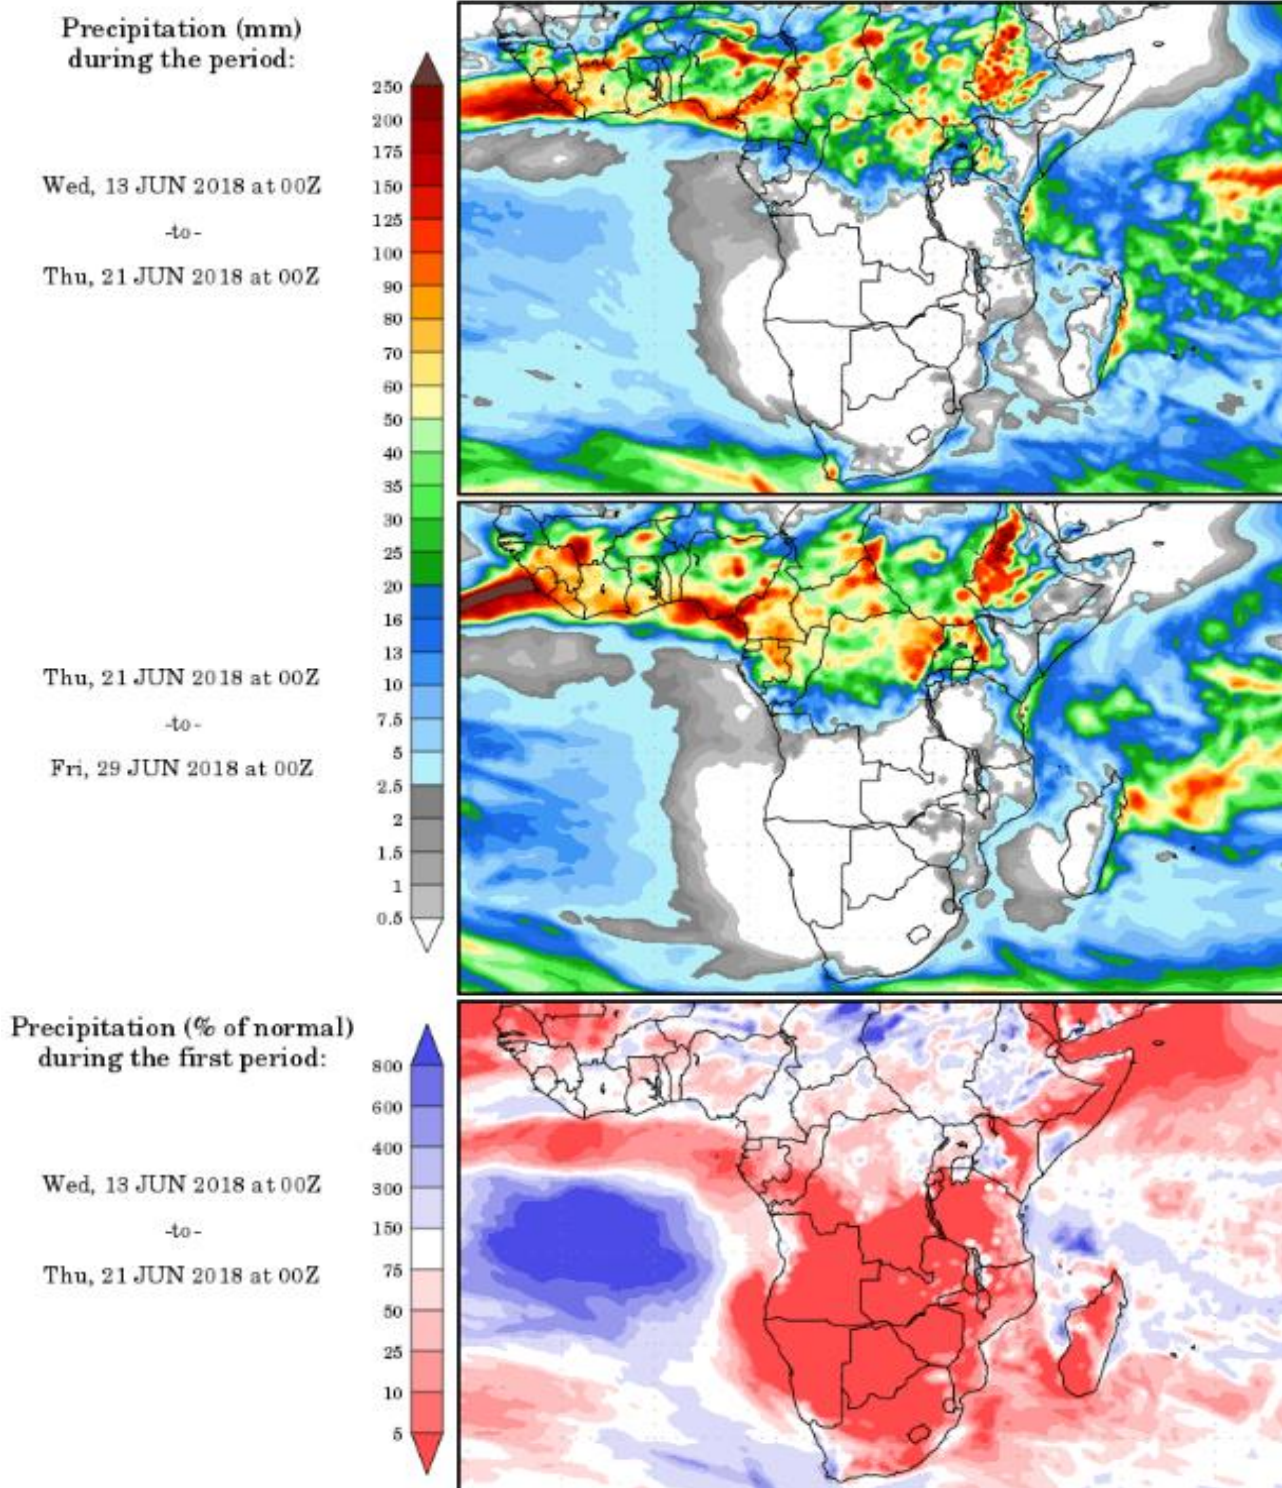 Precipitation (mm)
during the period:
250
200
175
150
125
100
90
80
70
60
50
40
35
30
25
20
16
13
10
7.5
5
2.5
2
1.5
1
0.5
Wed, 13 JUN 2018 at 00Z
-to-
Thu, 21 JUN 2018 at 00Z
Thu, 21 JUN 2018 at 00Z
-to-
Fri, 29 JUN 2018 at 00Z
Precipitation (% of normal)
during the first period:
800
600
400
300
150
75
50
25
10
5
Wed, 13 JUN 2018 at 00Z
-to-
Thu, 21 JUN 2018 at 00Z